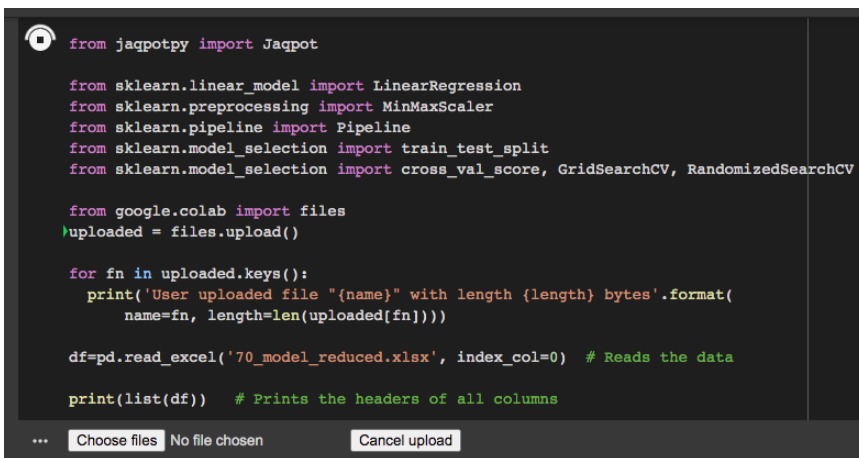 from jaqpotpy import Jaqpot
from sklearn.linear_model import LinearRegression
from sklearn.preprocessing import MinMaxScaler
from sklearn.pipeline import Pipeline
from sklearn.model_selection import train_test_split
from sklearn.model_selection import cross_val_score, GridSearchCV, RandomizedSearchCV
from google.colab import files
uploaded = files.upload()
for fn in uploaded.keys():
  print('User uploaded file "{name}" with length {length} bytes'.format(
      name=fn, length=len(uploaded[fn])))
df=pd.read_excel('70_model_reduced.xlsx', index_col=0)  # Reads the data
print(list(df))   # Prints the headers of all columns
... Choose files No file chosen Cancel upload